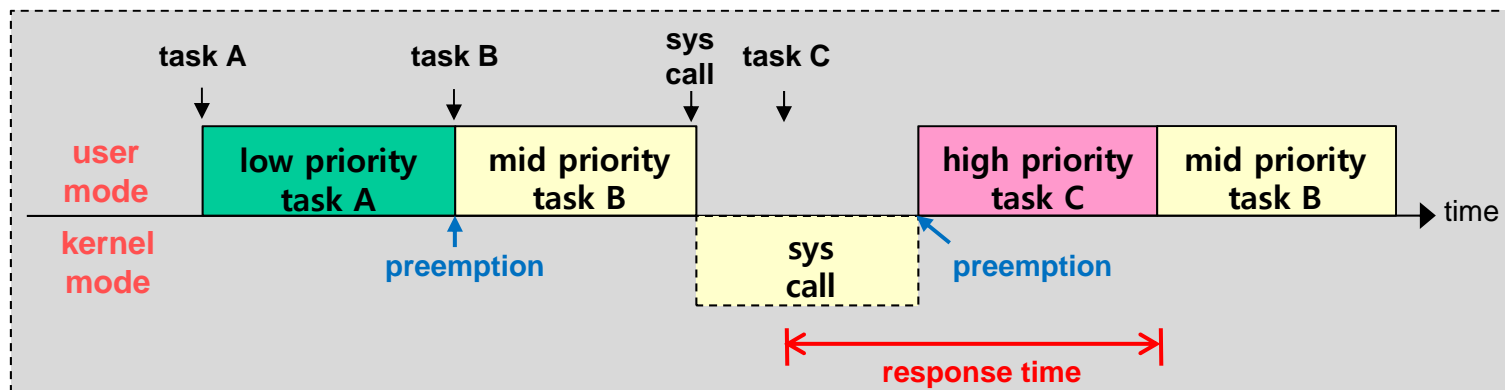 task A
task B
sys
call
task C
user
mode
low priority
task A
mid priority
task B
high priority
task C
mid priority
task B
time
kernel
mode
preemption
sys
call
preemption
response time